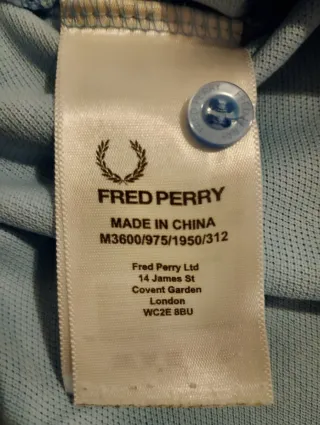 FRED PERRY
MADE IN CHINA
M3600/975/1950/312
Fred Perry Ltd
14 James St
Covent Garden
London
WC2E 8BU